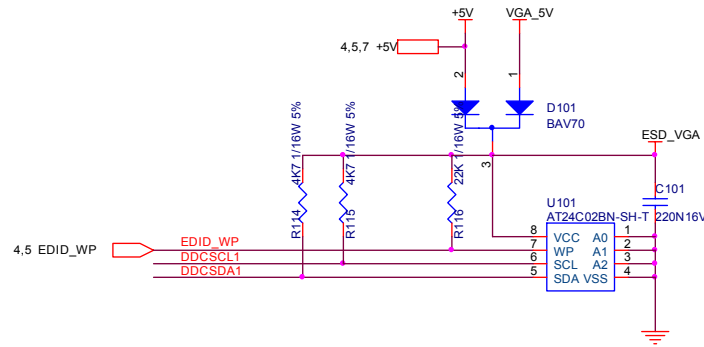 +5V VGA_5V
4,5,7 +5V
2 1
D101
BAV70
3
ESD_VGA
R114 4K7 1/16W 5%
R115 4K7 1/16W 5%
R116 22K 1/16W 5%
C101
220N16V
U101
AT24C02BN-SH-T
4,5 EDID_WP
EDID_WP
DDCSCL1
DDCSDA1
8 VCC A0 1
7 WP A1 2
6 SCL A2 3
5 SDA VSS 4